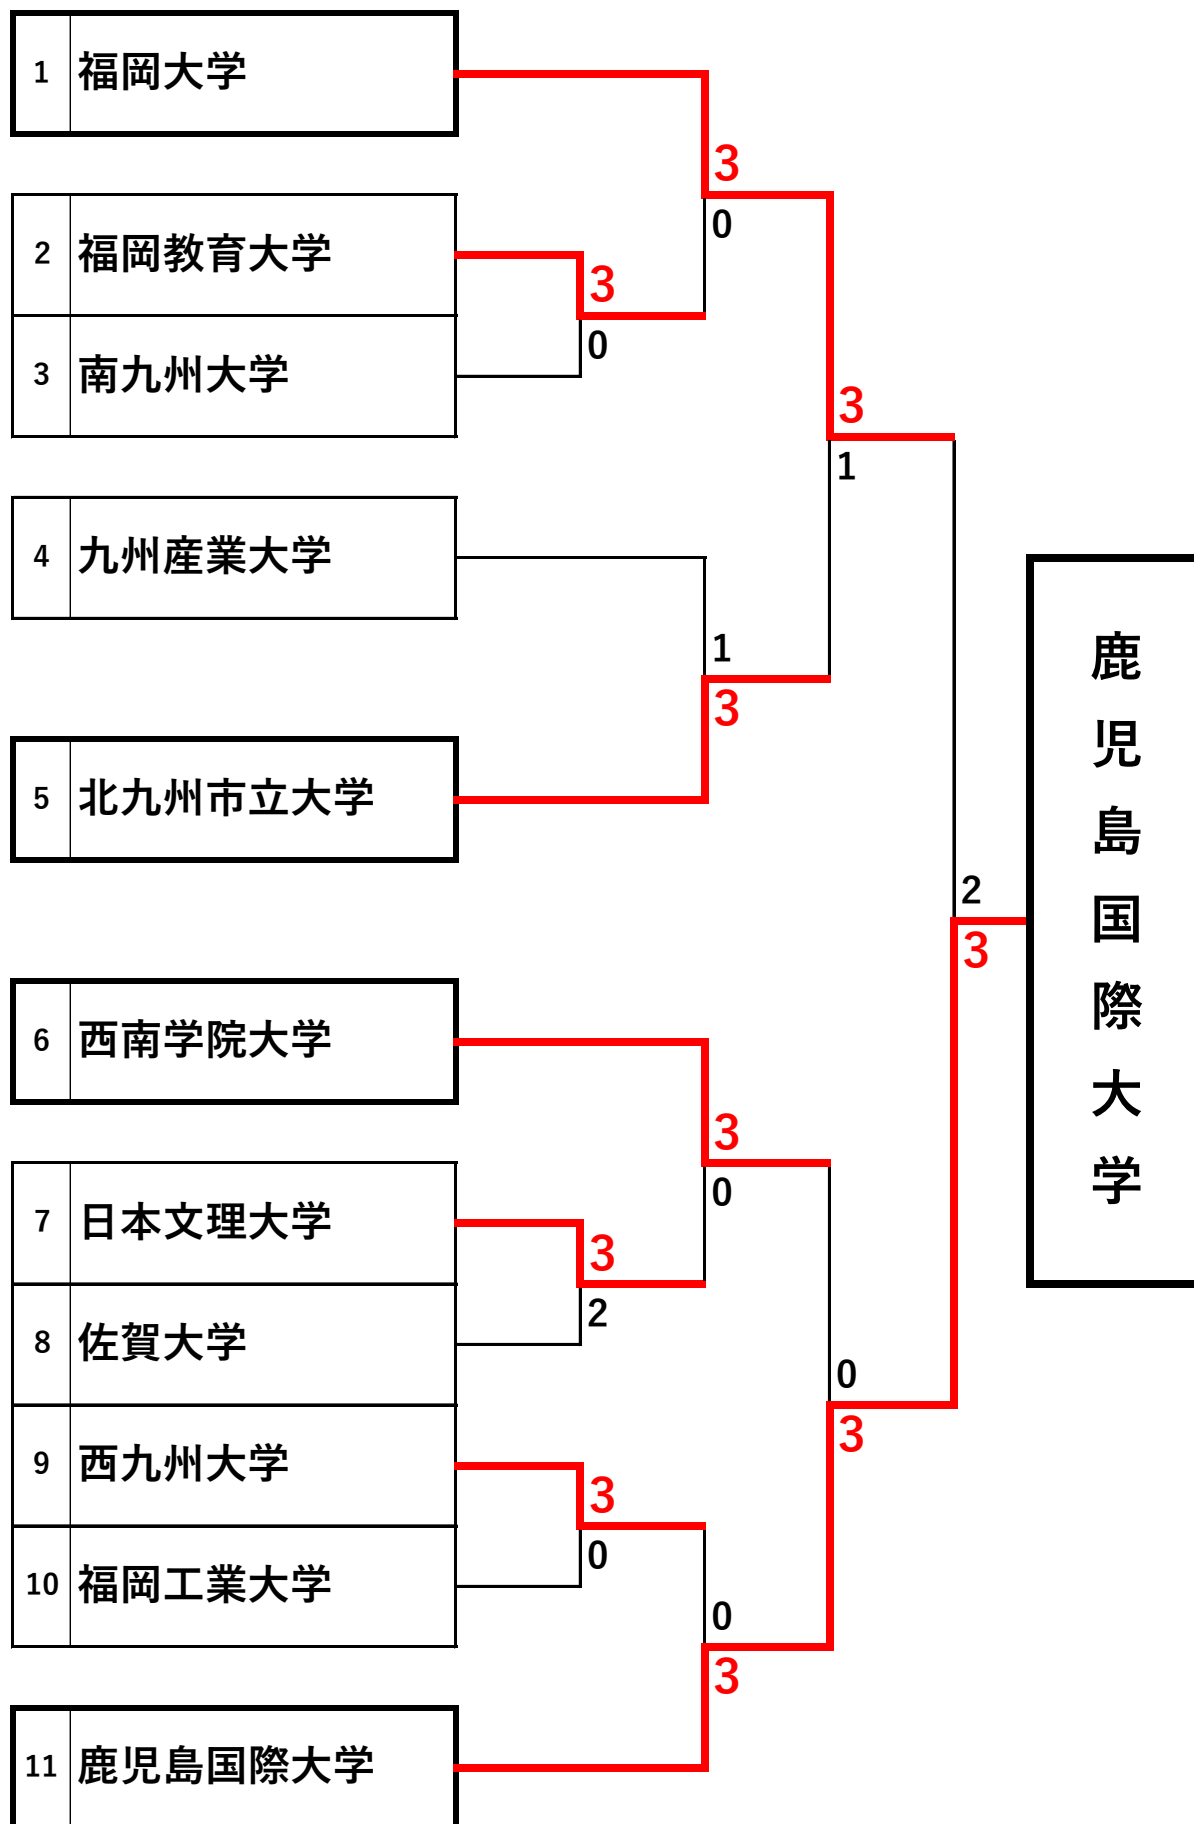 1 福岡大学
3
2 福岡教育大学
0
3
3 南九州大学
0
3
1
4 九州産業大学
1
3
5 北九州市立大学
2
3
鹿児島国際大学
6 西南学院大学
3
0
7 日本文理大学
3
2
8 佐賀大学
0
3
9 西九州大学
3
0
10 福岡工業大学
0
3
11 鹿児島国際大学